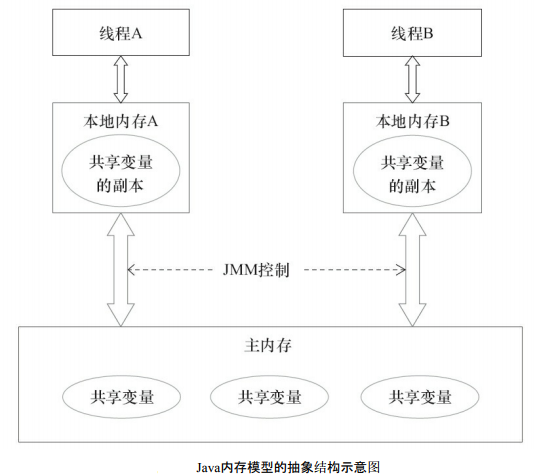 线程A
线程B
本地内存A
本地内存B
共享变量
的副本
共享变量
的副本
JMM控制
主内存
共享变量
共享变量
共享变量
Java内存模型的抽象结构示意图